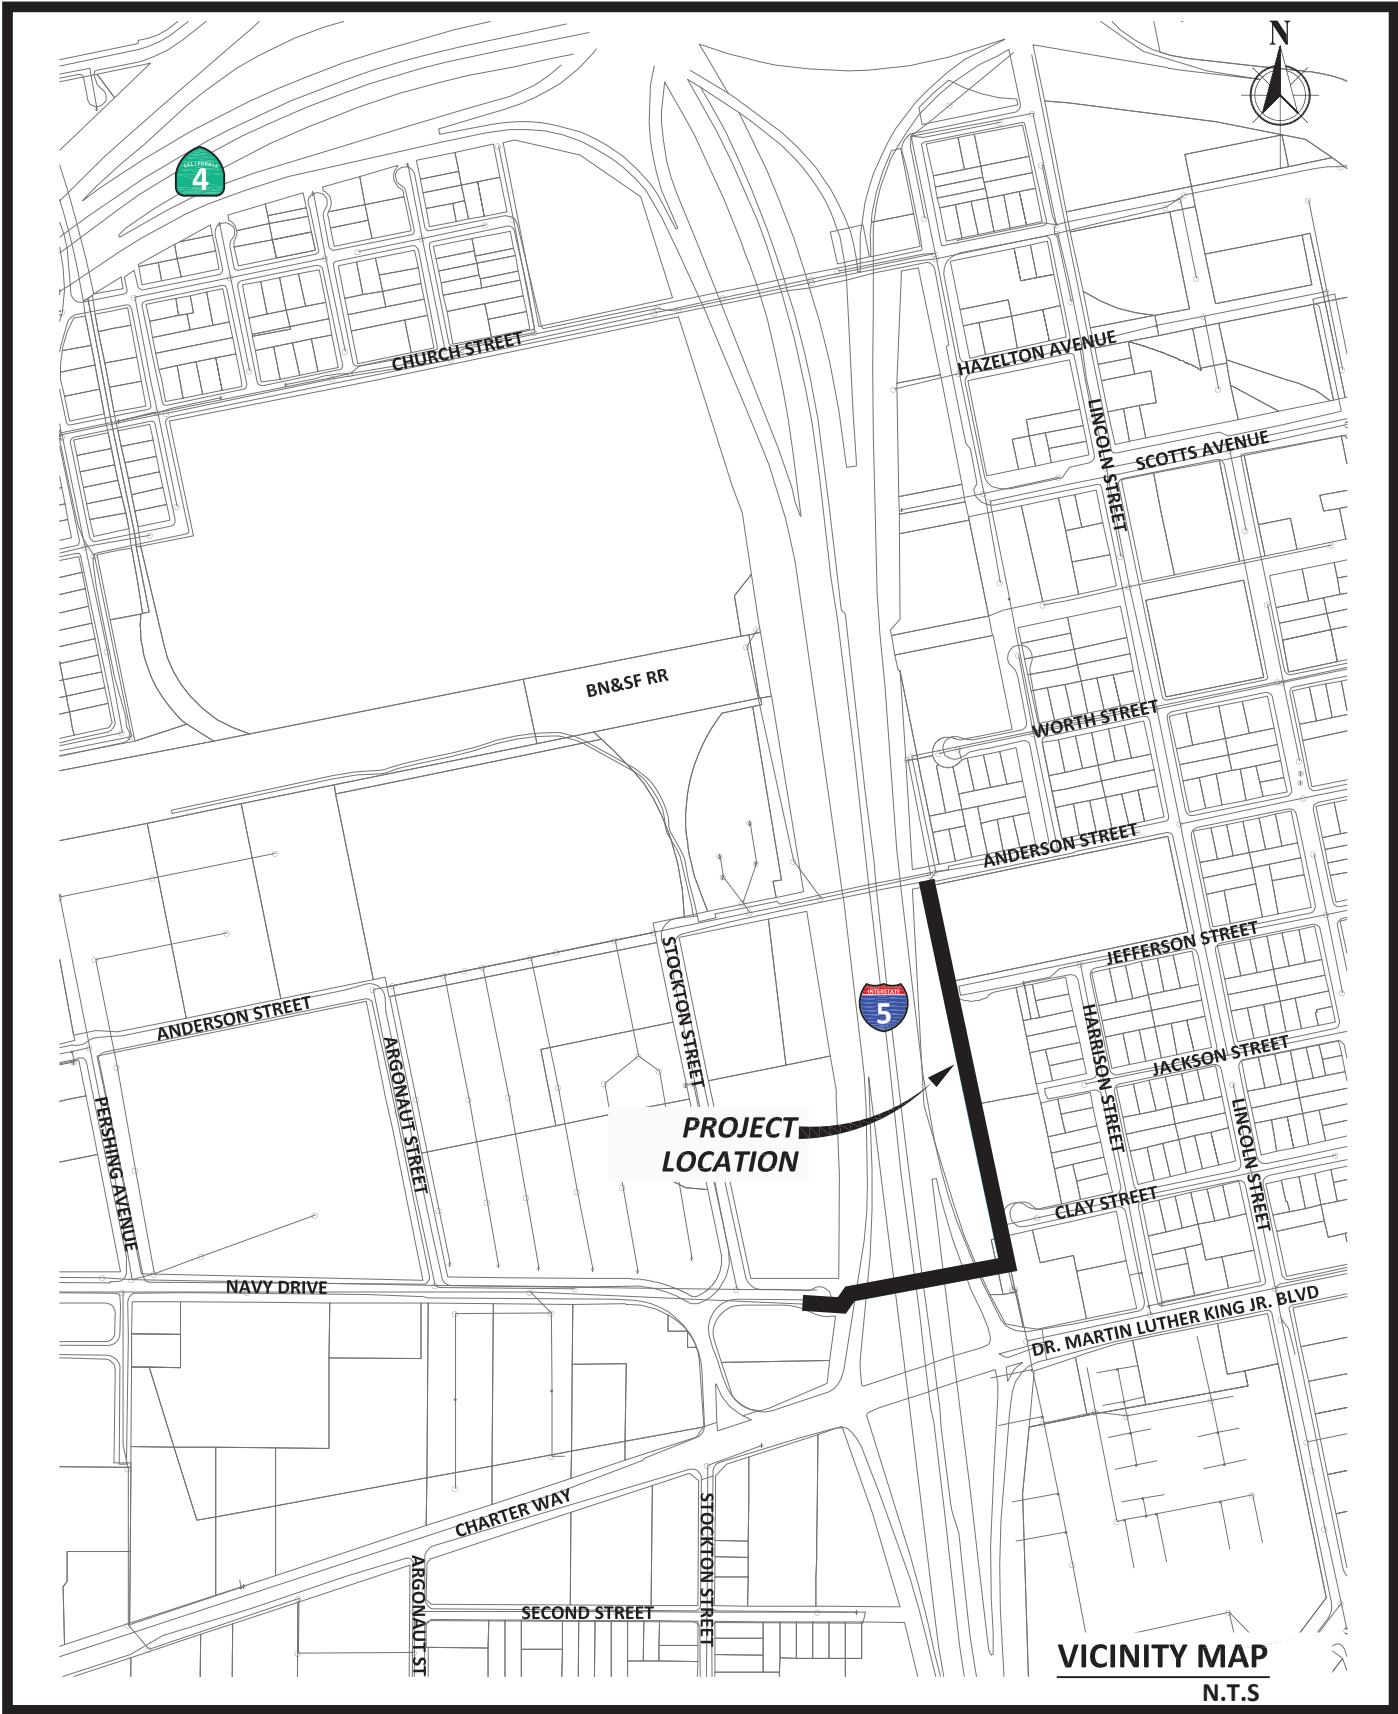 N
CALIFORNIA
4
CHURCH STREET
HAZELTON AVENUE
LINCOLN STREET
SCOTTS AVENUE
BN&SF RR
WORTH STREET
ANDERSON STREET
JEFFERSON STREET
STOCKTON STREET
INTERSTATE
5
ANDERSON STREET
ARGONAUT STREET
HARRISON STREET
JACKSON STREET
PERSHING AVENUE
LINCOLN STREET
PROJECT
LOCATION
CLAY STREET
NAVY DRIVE
DR. MARTIN LUTHER KING JR. BLVD
CHARTER WAY
STOCKTON STREET
ARGONAUT ST
SECOND STREET
VICINITY MAP
N.T.S